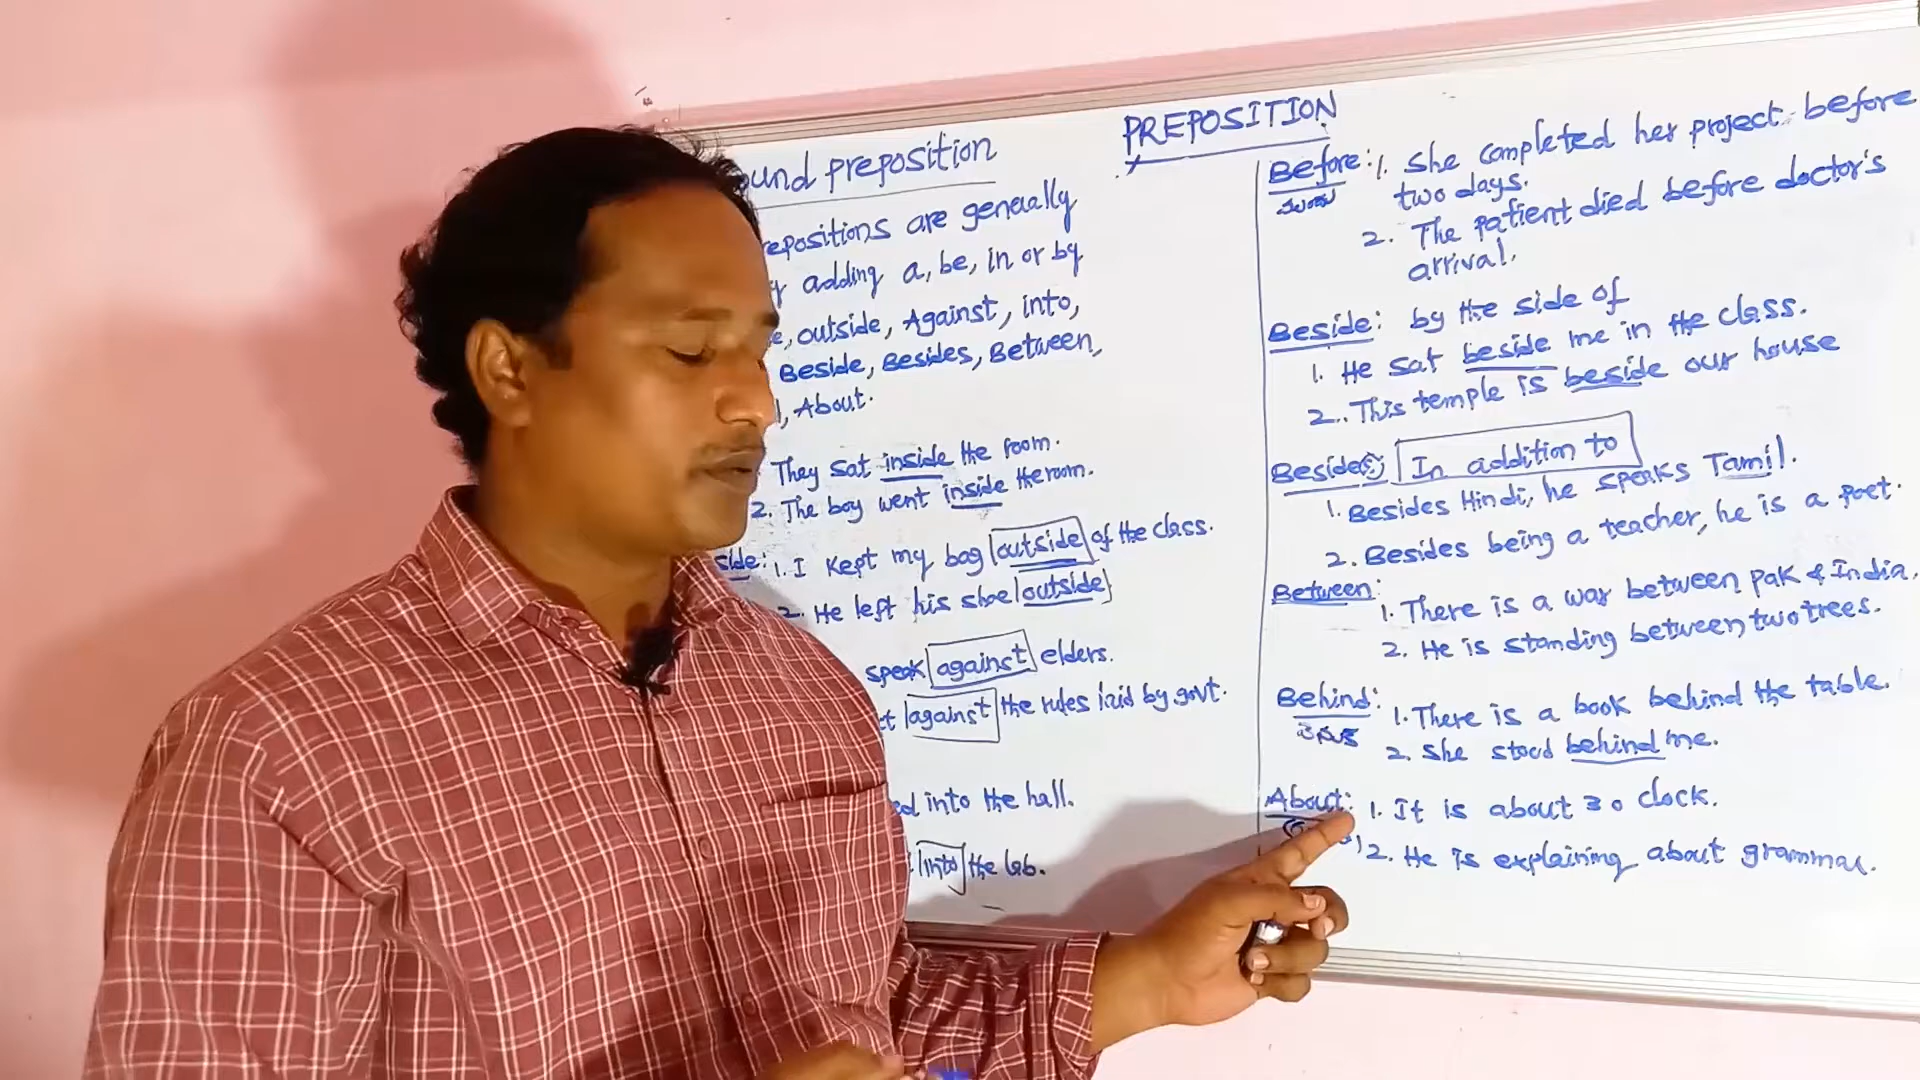 PREPOSITION
ound preposition
repositions are generally
adding a, be, in or by
e, outside, Against, into,
Beside, Besides, Between,
, About.
They sat inside the room.
2. The boy went inside the room.
side: 1. I kept my bag outside of the class.
2. He left his shoe outside
speak against elders.
against the rules laid by govt.
ed into the hall.
into the lab.
Before: 1. She completed her project before
two days.
2. The patient died before doctor's
arrival.
Beside: by the side of
1. He sat beside me in the class.
2. This temple is beside our house
Besides: In addition to
1. Besides Hindi, he speaks Tamil.
2. Besides being a teacher, he is a poet.
Between:
1. There is a war between pak & India.
2. He is standing between two trees.
Behind: 1. There is a book behind the table.
2. She stood behind me.
About: 1. It is about 3 o clock.
2. He is explaining about grammar.